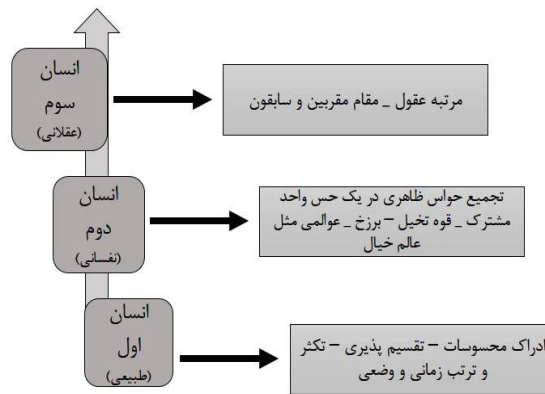 انسان
سوم
(عقلانی)
مرتبه عقول _ مقام مقربین و سابقون
انسان
دوم
(نفسانی)
تجمیع حواس ظاهری در یک حس واحد
مشترک _ قوه تخیل – برزخ _ عوالمی مثل
عالم خیال
انسان
اول
(طبیعی)
ادراک محسوسات – تقسیم پذیری – تکثر
و ترتب زمانی و وضعی